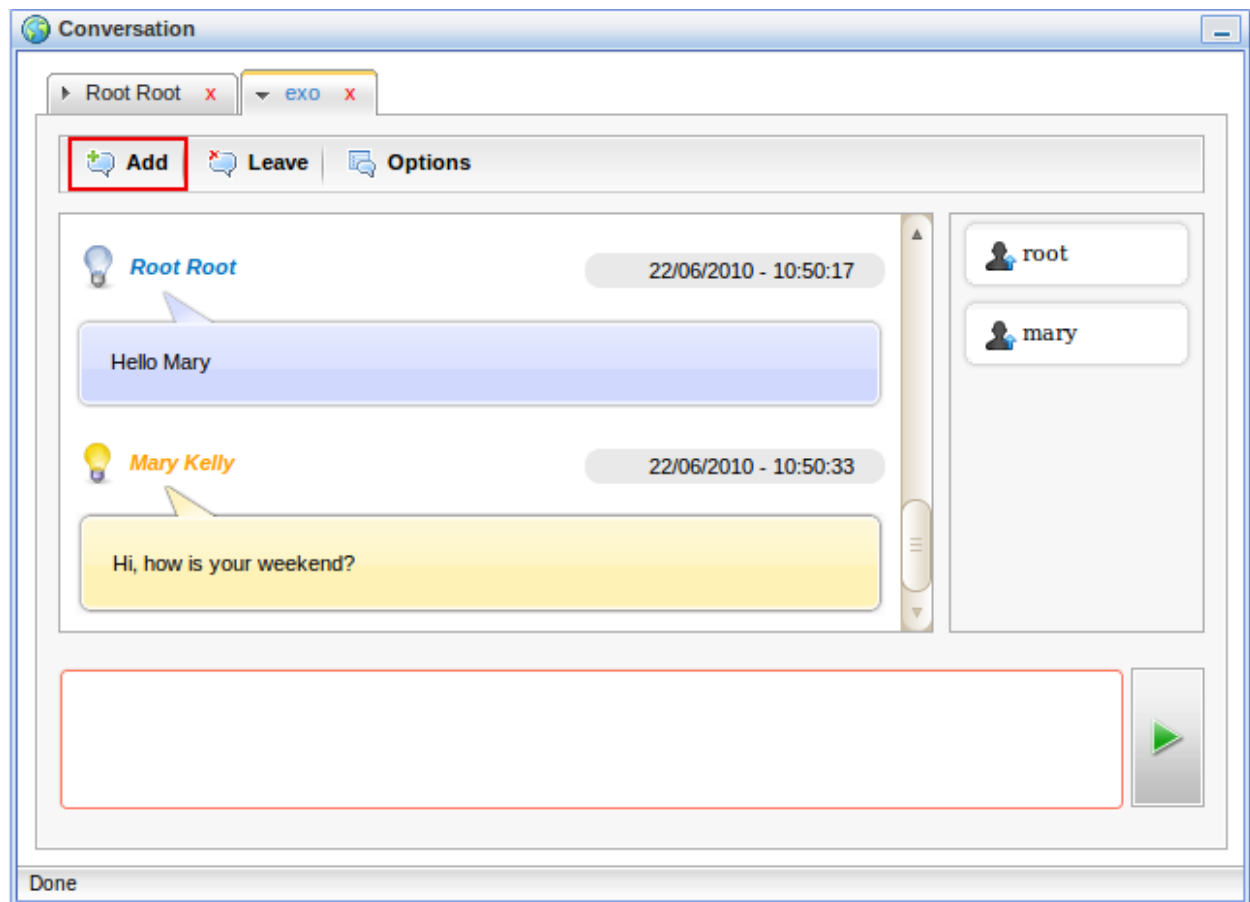 Conversation
Root Root x exo x
Add Leave Options
Root Root 22/06/2010 - 10:50:17
Hello Mary
Mary Kelly 22/06/2010 - 10:50:33
Hi, how is your weekend?
root
mary
Done